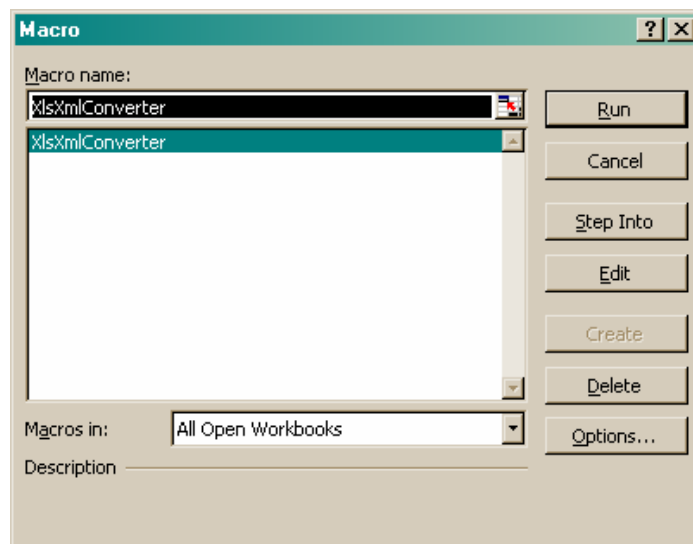 Macro
Macro name:
XlsXmlConverter
XlsXmlConverter
Run
Cancel
Step Into
Edit
Create
Delete
Options...
Macros in:
All Open Workbooks
Description